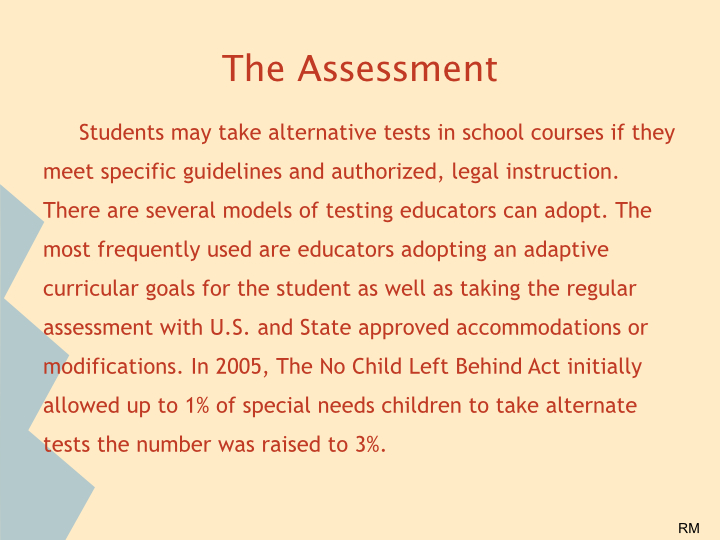 The Assessment
Students may take alternative tests in school courses if they
meet specific guidelines and authorized, legal instruction.
There are several models of testing educators can adopt. The
most frequently used are educators adopting an adaptive
curricular goals for the student as well as taking the regular
assessment with U.S. and State approved accommodations or
modifications. In 2005, The No Child Left Behind Act initially
allowed up to 1% of special needs children to take alternate
tests the number was raised to 3%.
RM